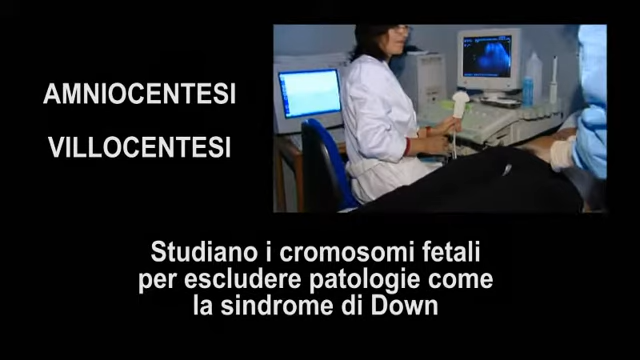 AMNIOCENTESI
VILLOCENTESI
Studiano i cromosomi fetali
per escludere patologie come
la sindrome di Down